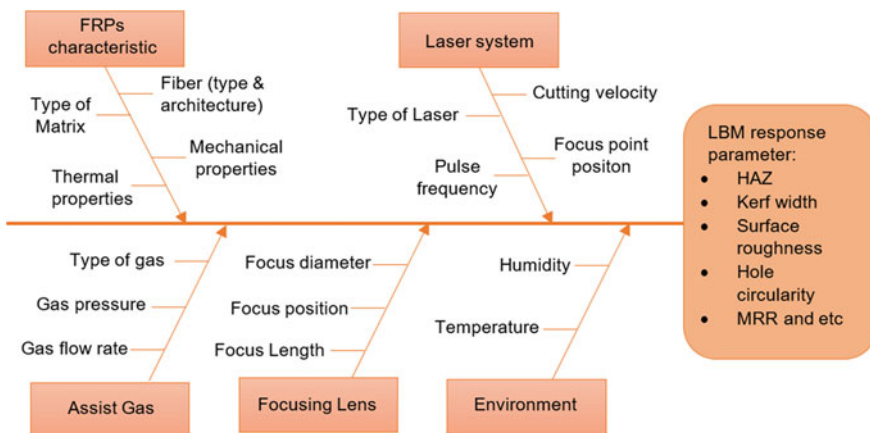 FRPs
characteristic
Laser system
Fiber (type &
architecture)
Type of
Matrix
Mechanical
properties
Thermal
properties
Cutting velocity
Type of Laser
Focus point
positon
Pulse
frequency
LBM response
parameter:
• HAZ
• Kerf width
• Surface
roughness
• Hole
circularity
• MRR and etc
Type of gas
Gas pressure
Gas flow rate
Focus diameter
Focus position
Focus Length
Humidity
Temperature
Assist Gas
Focusing Lens
Environment